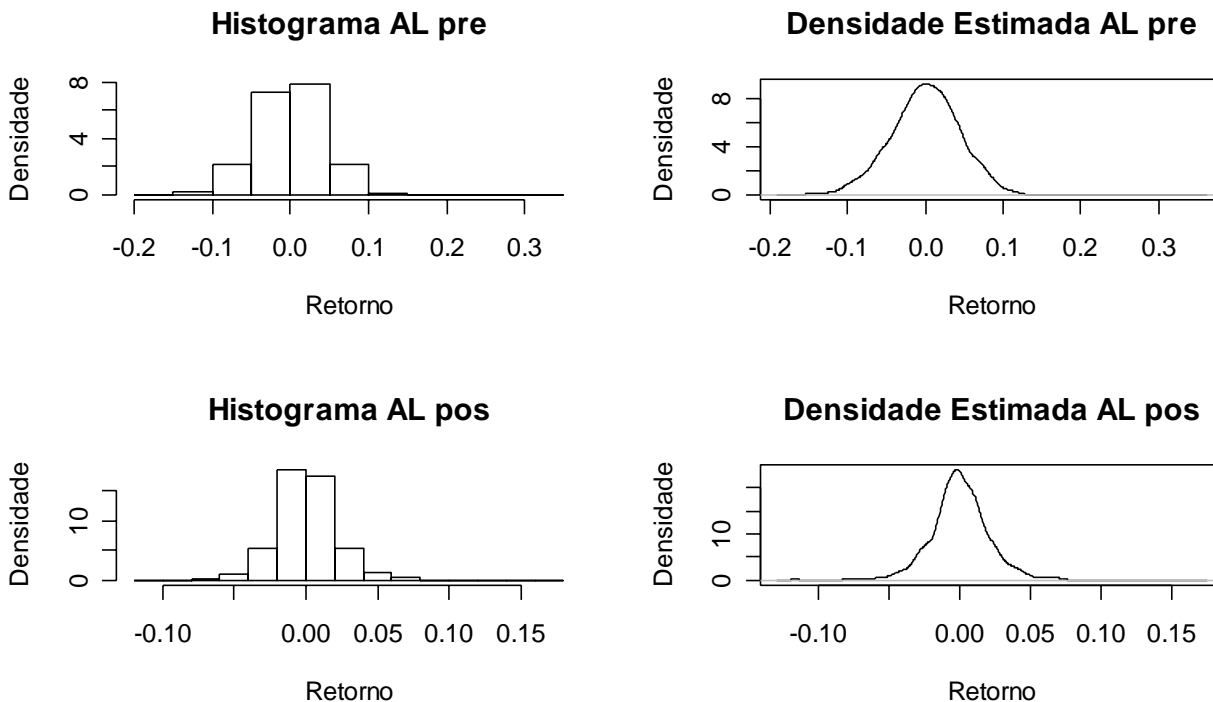 Histograma AL pre
Densidade
0 4 8
-0.2 -0.1 0.0 0.1 0.2 0.3
Retorno
Densidade Estimada AL pre
Densidade
0 4 8
-0.2 -0.1 0.0 0.1 0.2 0.3
Retorno
Histograma AL pos
Densidade
0 10
-0.10 0.00 0.05 0.10 0.15
Retorno
Densidade Estimada AL pos
Densidade
0 10
-0.10 0.00 0.05 0.10 0.15
Retorno